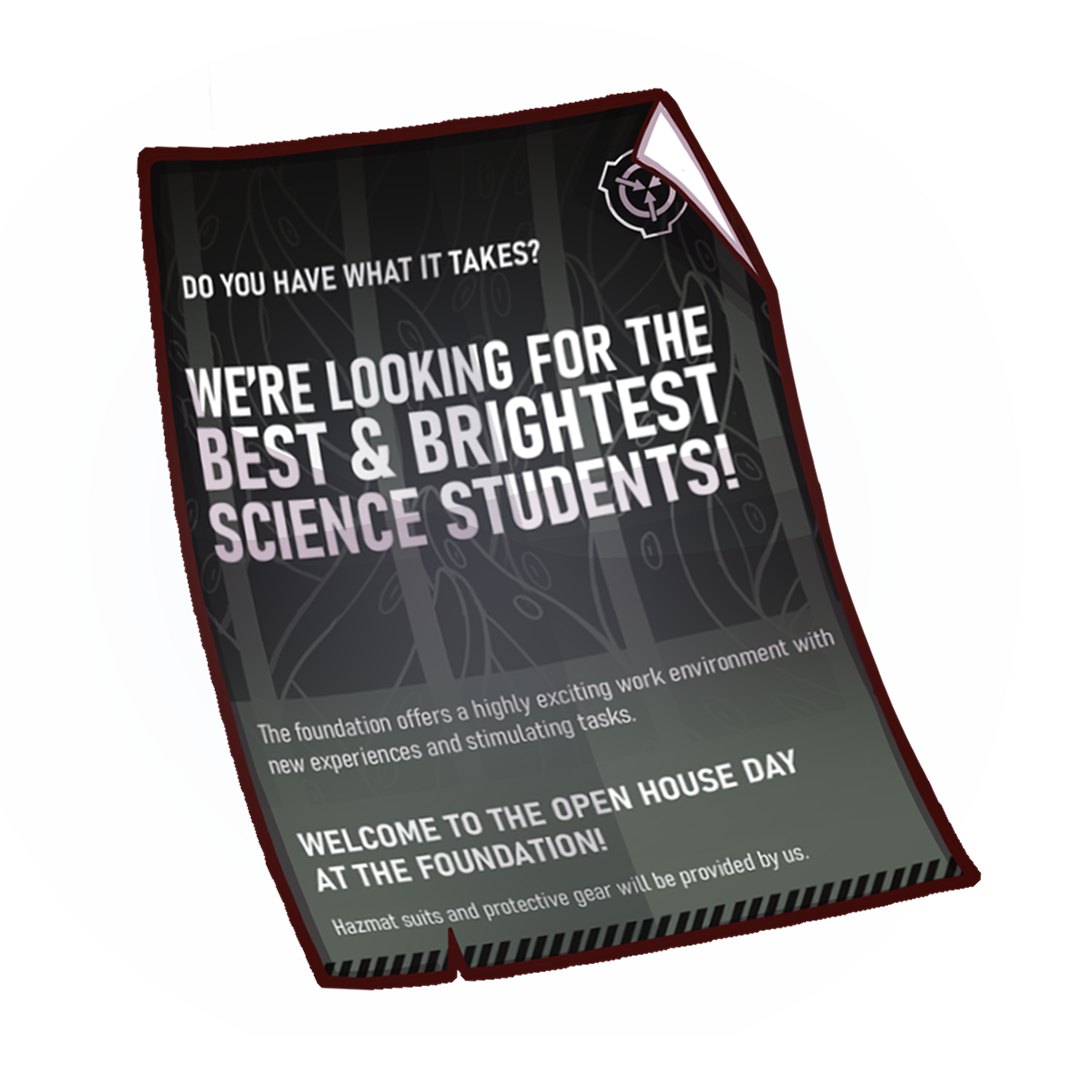 DO YOU HAVE WHAT IT TAKES?
WE'RE LOOKING FOR THE
BEST & BRIGHTEST
SCIENCE STUDENTS!
The foundation offers a highly exciting work environment with
new experiences and stimulating tasks.
WELCOME TO THE OPEN HOUSE DAY
AT THE FOUNDATION!
Hazmat suits and protective gear will be provided by us.